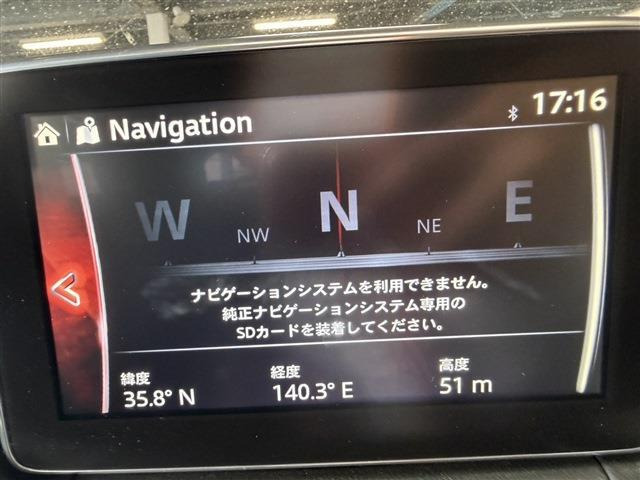 Navigation
17:16
W NW N NE E
ナビゲーションシステムを利用できません。
純正ナビゲーションシステム専用の
SDカードを装着してください。
緯度 経度 高度
35.8° N 140.3° E 51 m